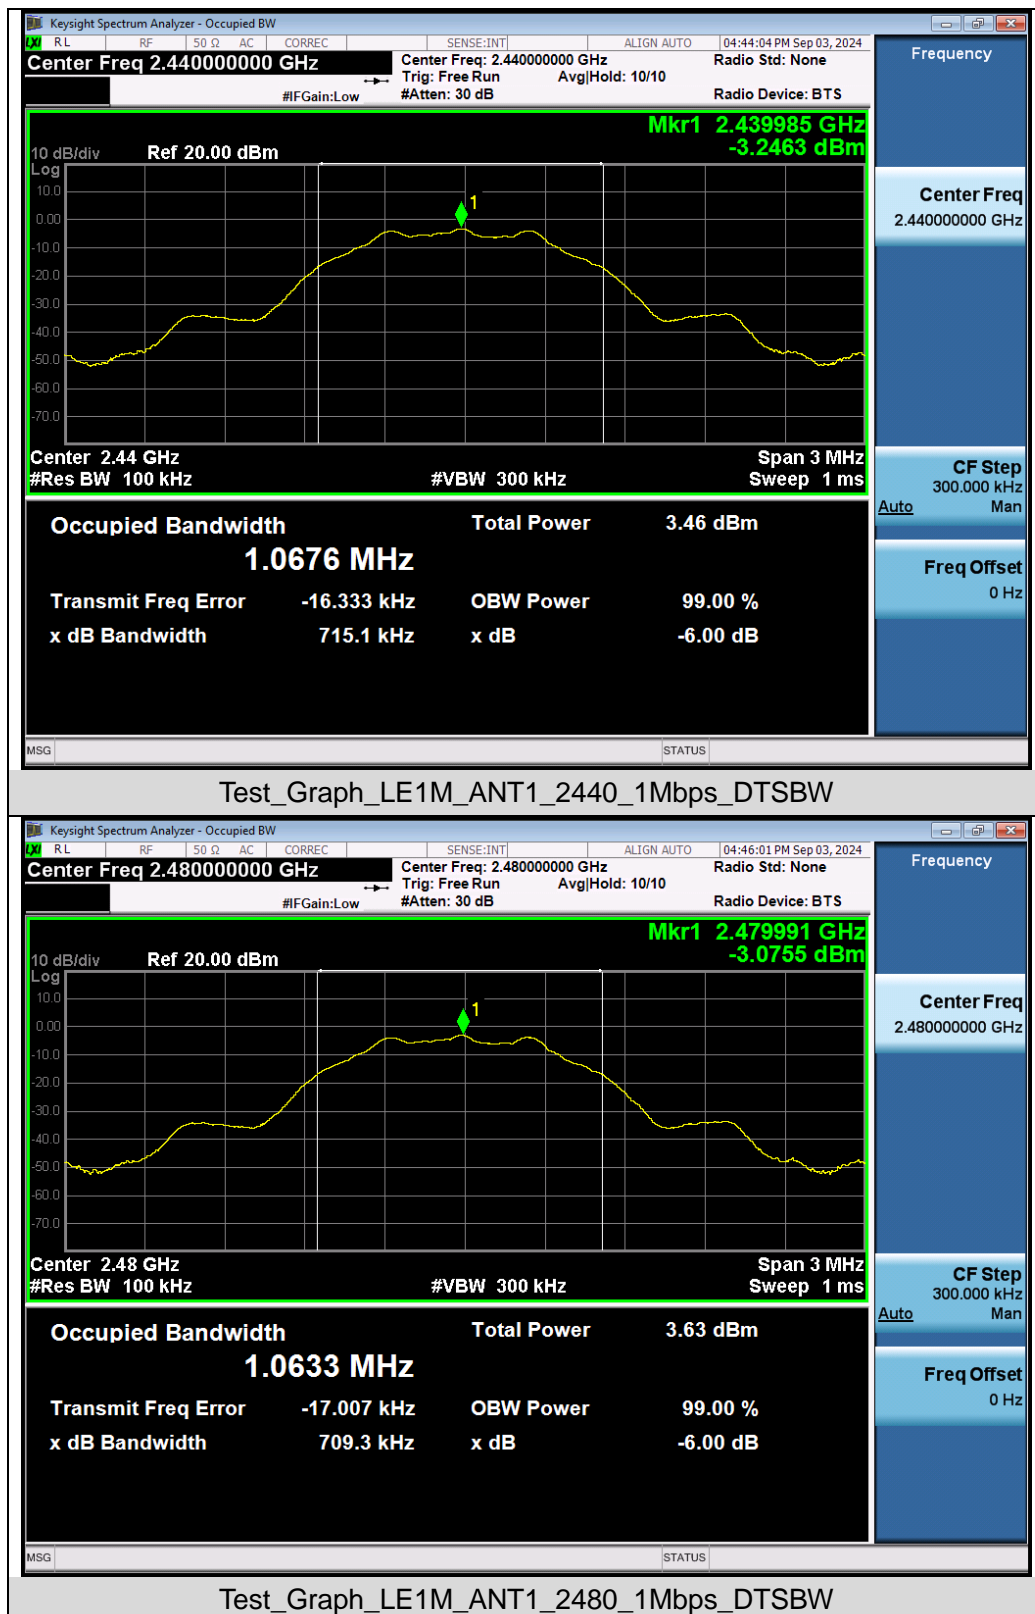 Keysight Spectrum Analyzer - Occupied BW
LXI RL RF 50 Ω AC CORREC SENSE:INT ALIGN AUTO 04:44:04 PM Sep 03, 2024
Center Freq 2.440000000 GHz
Center Freq: 2.440000000 GHz Radio Std: None
Trig: Free Run Avg|Hold: 10/10
#IFGain:Low #Atten: 30 dB Radio Device: BTS
Frequency
Mkr1 2.439985 GHz
-3.2463 dBm
10 dB/div Ref 20.00 dBm
Log
10.0
0.00
-10.0
-20.0
-30.0
-40.0
-50.0
-60.0
-70.0
1
Center 2.44 GHz Span 3 MHz
#Res BW 100 kHz #VBW 300 kHz Sweep 1 ms
Center Freq
2.440000000 GHz
CF Step
300.000 kHz
Auto Man
Freq Offset
0 Hz
Occupied Bandwidth Total Power 3.46 dBm
1.0676 MHz
Transmit Freq Error -16.333 kHz OBW Power 99.00 %
x dB Bandwidth 715.1 kHz x dB -6.00 dB
MSG STATUS
Test_Graph_LE1M_ANT1_2440_1Mbps_DTSBW
Keysight Spectrum Analyzer - Occupied BW
LXI RL RF 50 Ω AC CORREC SENSE:INT ALIGN AUTO 04:46:01 PM Sep 03, 2024
Center Freq 2.480000000 GHz
Center Freq: 2.480000000 GHz Radio Std: None
Trig: Free Run Avg|Hold: 10/10
#IFGain:Low #Atten: 30 dB Radio Device: BTS
Frequency
Mkr1 2.479991 GHz
-3.0755 dBm
10 dB/div Ref 20.00 dBm
Log
10.0
0.00
-10.0
-20.0
-30.0
-40.0
-50.0
-60.0
-70.0
1
Center 2.48 GHz Span 3 MHz
#Res BW 100 kHz #VBW 300 kHz Sweep 1 ms
Center Freq
2.480000000 GHz
CF Step
300.000 kHz
Auto Man
Freq Offset
0 Hz
Occupied Bandwidth Total Power 3.63 dBm
1.0633 MHz
Transmit Freq Error -17.007 kHz OBW Power 99.00 %
x dB Bandwidth 709.3 kHz x dB -6.00 dB
MSG STATUS
Test_Graph_LE1M_ANT1_2480_1Mbps_DTSBW